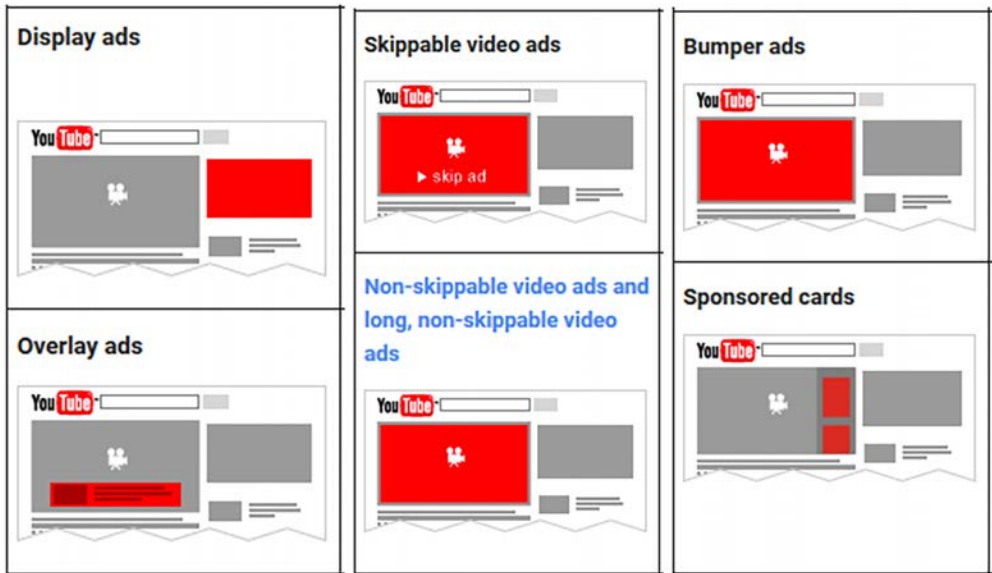 Display ads
YouTube
Overlay ads
YouTube
Skippable video ads
YouTube
skip ad
Non-skippable video ads and
long, non-skippable video
ads
YouTube
Bumper ads
YouTube
Sponsored cards
YouTube